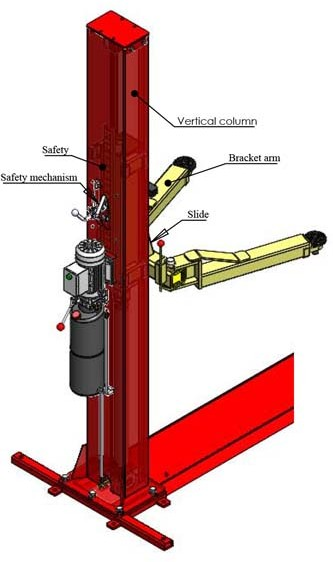 Vertical column
Safety
Bracket arm
Safety mechanism
Slide